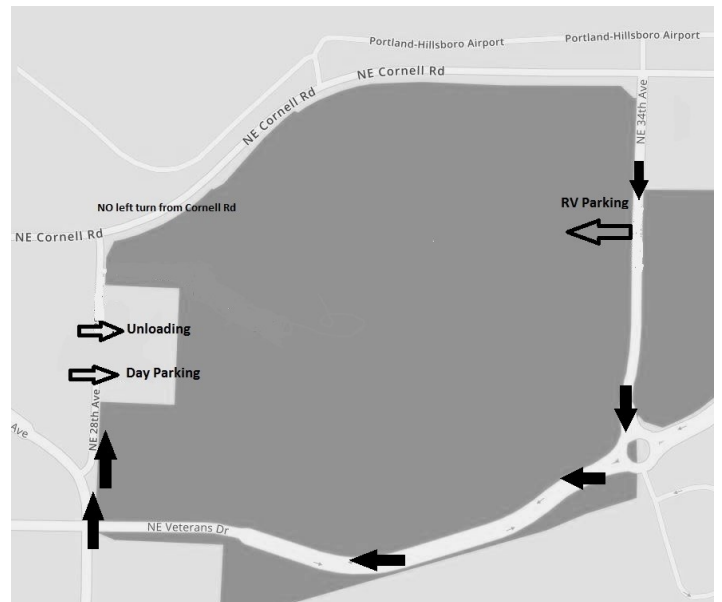 Portland-Hillsboro Airport
Portland-Hillsboro Airport
NE Cornell Rd
NE Cornell Rd
NE 34th Ave
NO left turn from Cornell Rd
RV Parking
NE Cornell Rd
Unloading
Day Parking
NE 28th Ave
Ave
NE Veterans Dr